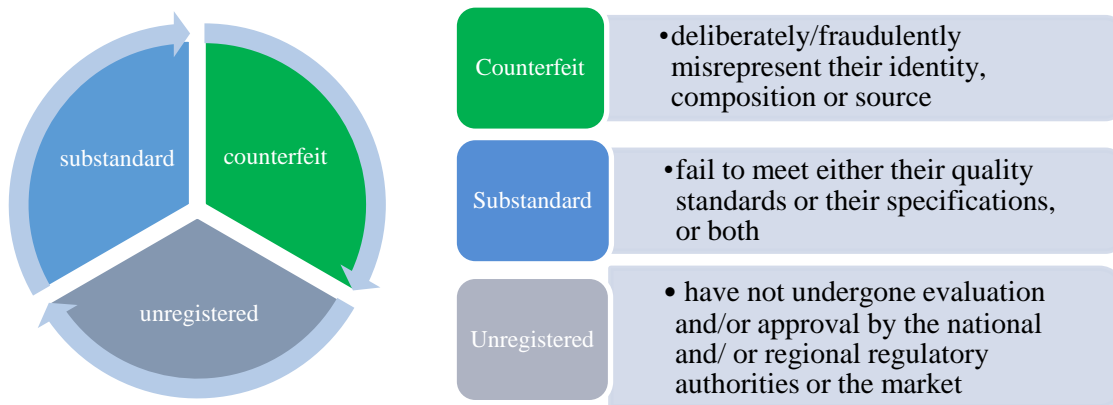 substandard
counterfeit
unregistered
Counterfeit
•deliberately/fraudulently
misrepresent their identity,
composition or source
Substandard
•fail to meet either their quality
standards or their specifications,
or both
Unregistered
• have not undergone evaluation
and/or approval by the national
and/ or regional regulatory
authorities or the market